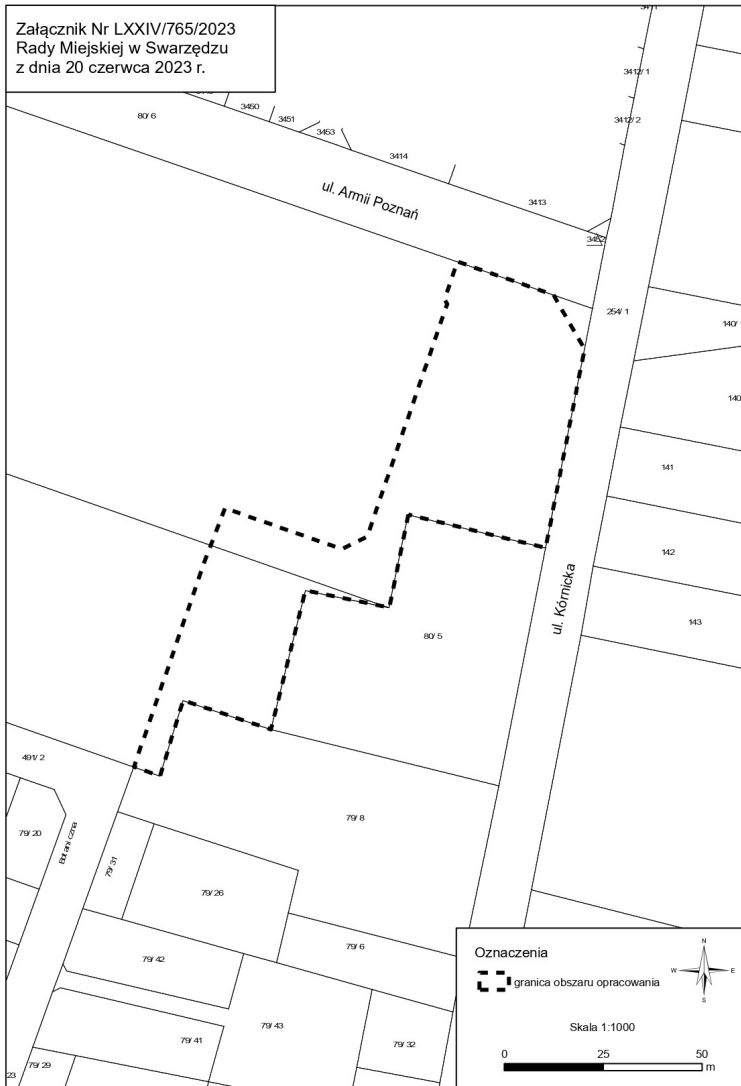 Załącznik Nr LXXIV/765/2023
Rady Miejskiej w Swarzędzu
z dnia 20 czerwca 2023 r.
3412/1
3450
80/6
3451
3453
3412/2
3414
ul. Armii Poznań
3413
3452
254/1
140/
140
141
142
ul. Kórnicka
143
80/5
491/2
79/8
79/20
Botaniczna
79/31
79/26
79/6
79/42
79/43
79/41
79/32
79/29
23
Oznaczenia
granica obszaru opracowania
N
W
E
S
Skala 1:1000
0 25 50
m